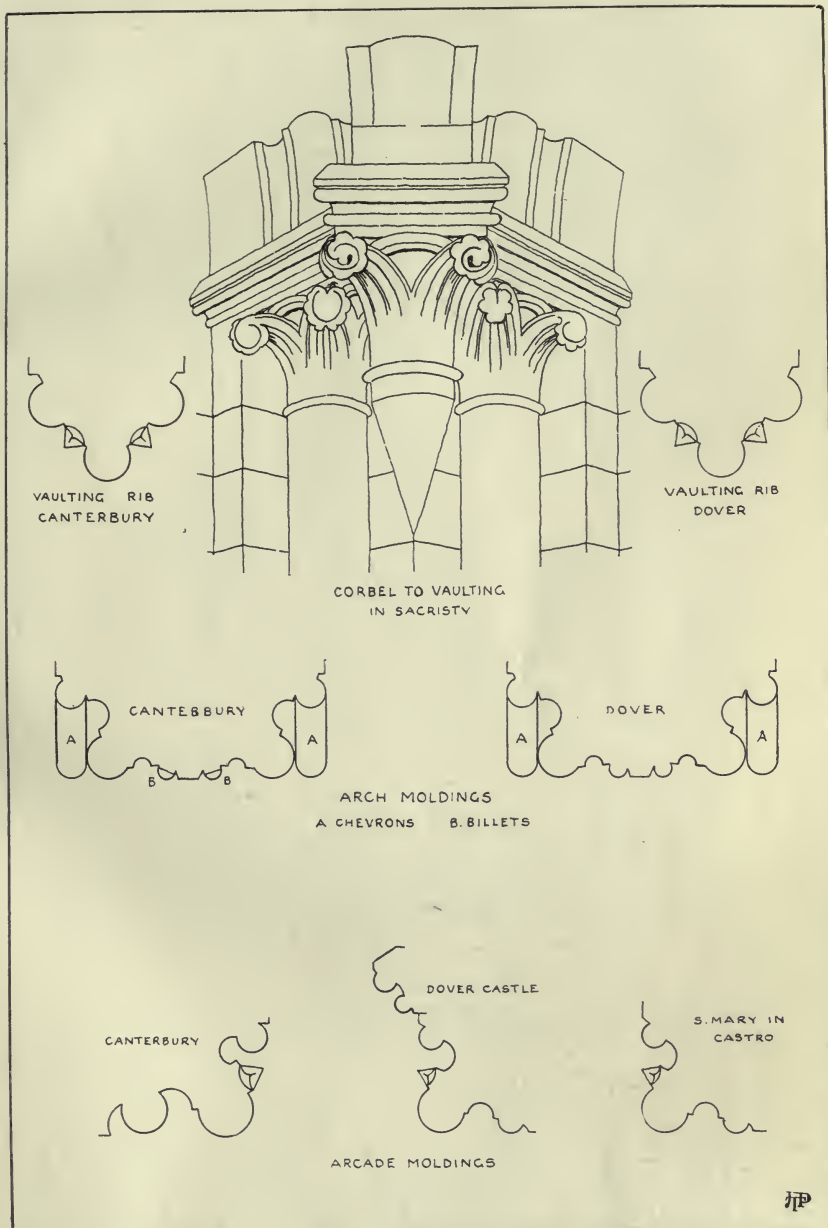 VAULTING RIB
CANTERBURY
VAULTING RIB
DOVER
CORBEL TO VAULTING
IN SACRISTY
CANTEBBURY
DOVER
A
A
A
A
B
B
ARCH MOLDINGS
A CHEVRONS B. BILLETS
DOVER CASTLE
CANTERBURY
S. MARY IN
CASTRO
ARCADE MOLDINGS